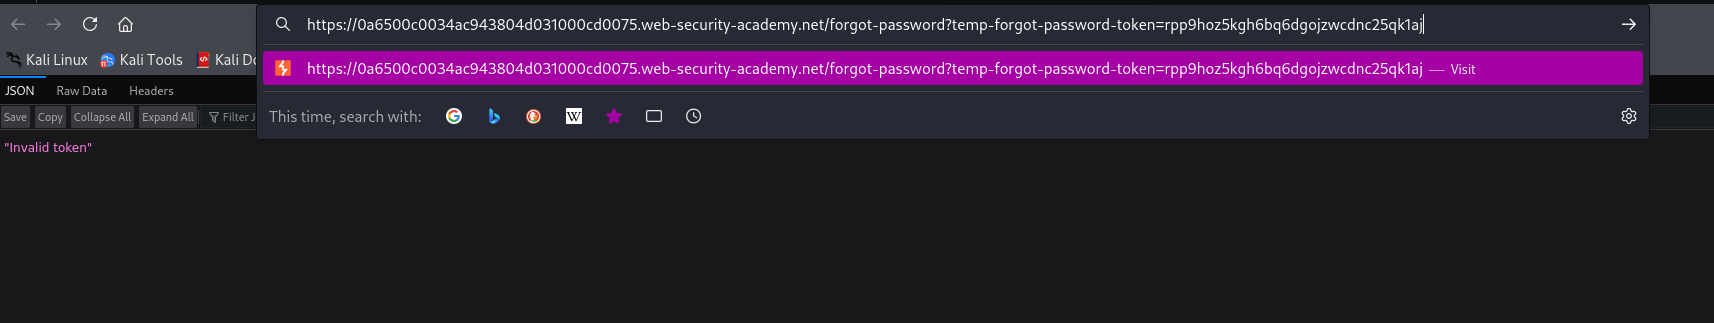 https://0a6500c0034ac943804d031000cd0075.web-security-academy.net/forgot-password?temp-forgot-password-token=rpp9hoz5kgh6bq6dgojzwcdnc25qk1aj
Kali Linux Kali Tools Kali Do
https://0a6500c0034ac943804d031000cd0075.web-security-academy.net/forgot-password?temp-forgot-password-token=rpp9hoz5kgh6bq6dgojzwcdnc25qk1aj — Visit
JSON Raw Data Headers
Save Copy Collapse All Expand All Filter J
This time, search with:
"Invalid token"